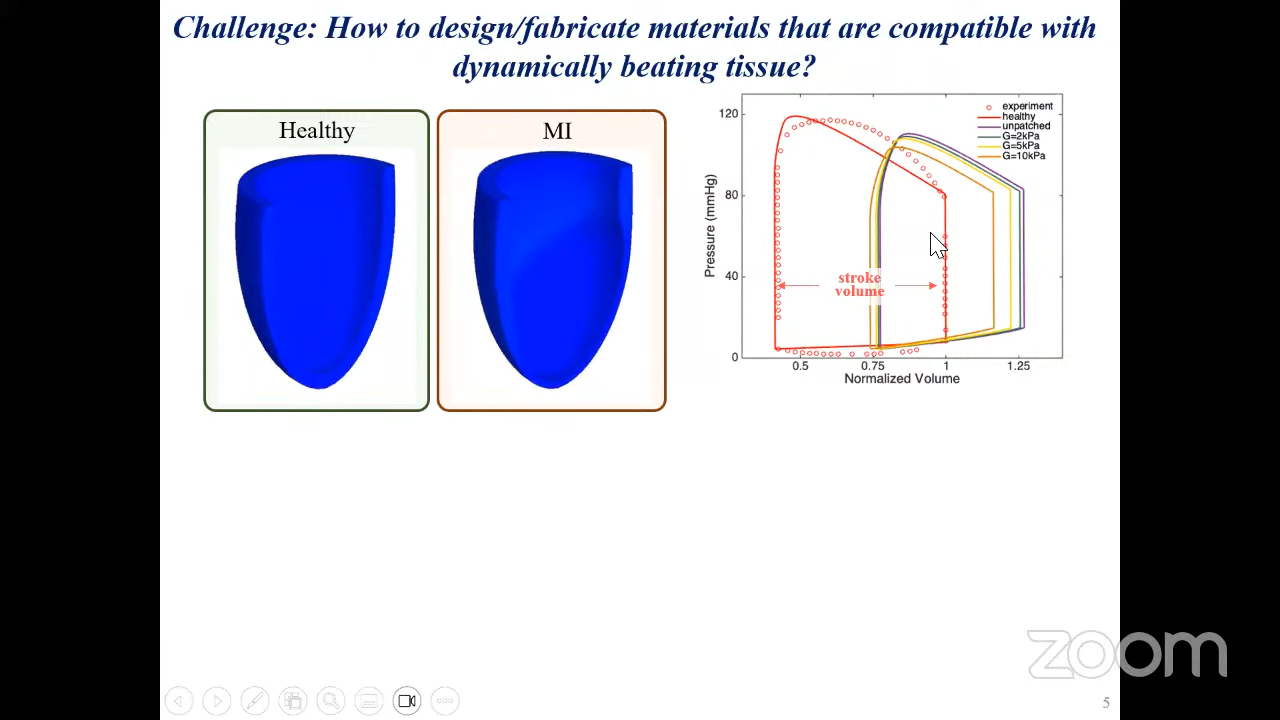 Challenge: How to design/fabricate materials that are compatible with
dynamically beating tissue?
Healthy
MI
120
80
40
0
Pressure (mmHg)
experiment
healthy
unpatched
G=2kPa
G=5kPa
G=10kPa
stroke
volume
0.5
0.75
1
1.25
Normalized Volume
zoom
5